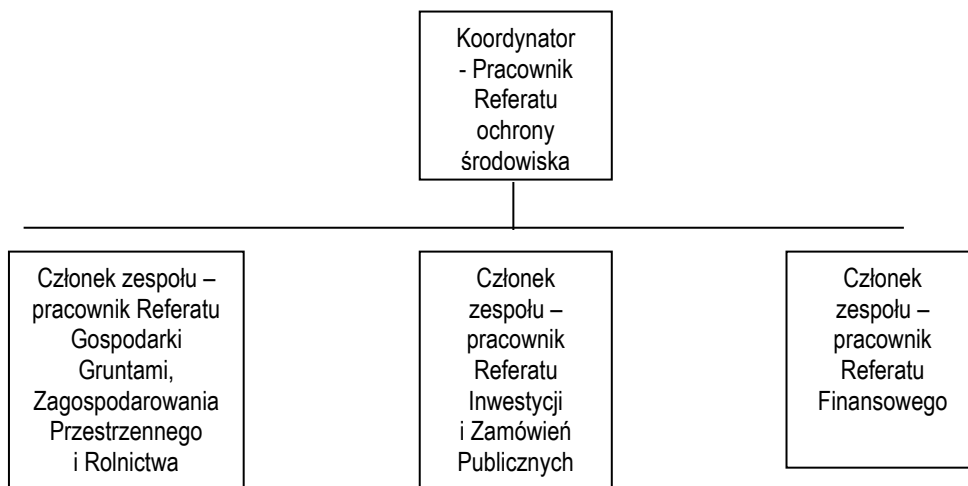 Koordynator
- Pracownik
Referatu
ochrony
środowiska
Członek zespołu –
pracownik Referatu
Gospodarki
Gruntami,
Zagospodarowania
Przestrzennego
i Rolnictwa
Członek
zespołu –
pracownik
Referatu
Inwestycji
i Zamówień
Publicznych
Członek
zespołu –
pracownik
Referatu
Finansowego